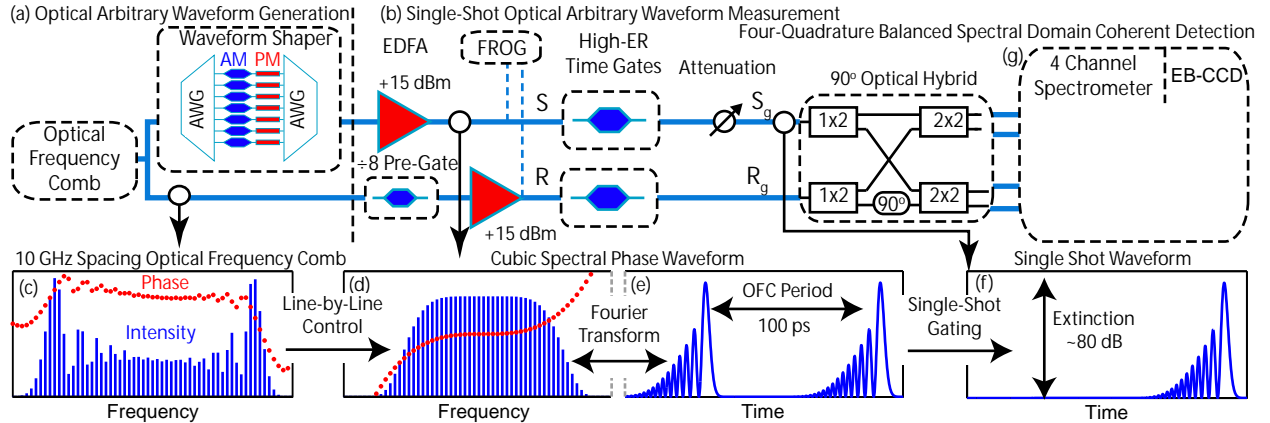 (a) Optical Arbitrary Waveform Generation
(b) Single-Shot Optical Arbitrary Waveform Measurement
Waveform Shaper
AM PM
AWG
AWG
Optical
Frequency
Comb
EDFA
+15 dBm
FROG
High-ER
Time Gates
Attenuation
Four-Quadrature Balanced Spectral Domain Coherent Detection
90º Optical Hybrid
(g)
4 Channel
Spectrometer
EB-CCD
S
Sg
1x2
2x2
÷8 Pre-Gate
R
Rg
1x2
90º
2x2
+15 dBm
10 GHz Spacing Optical Frequency Comb
(c)
Phase
Intensity
Frequency
Line-by-Line
Control
Cubic Spectral Phase Waveform
(d)
Frequency
Fourier
Transform
(e)
OFC Period
100 ps
Time
Single-Shot
Gating
Single Shot Waveform
(f)
Extinction
~80 dB
Time